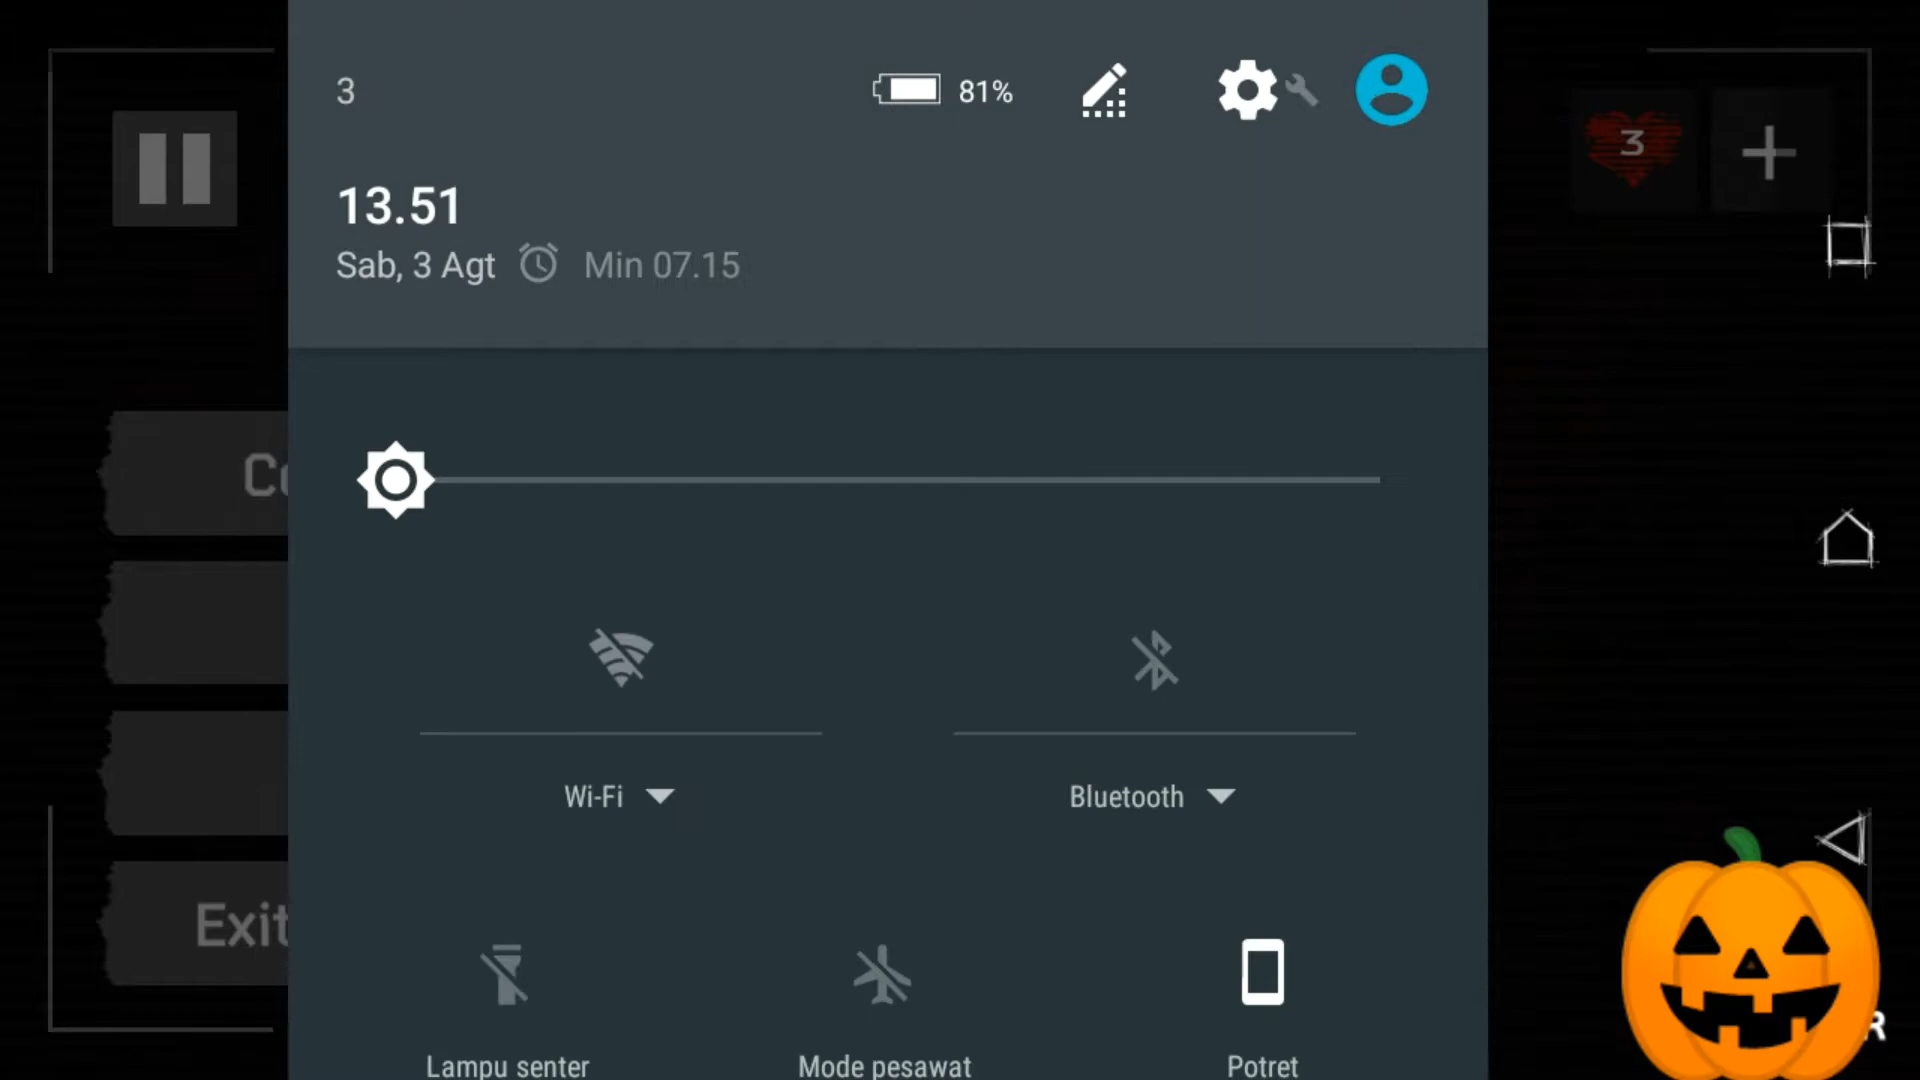 3
81%
3
13.51
Sab, 3 Agt
Min 07.15
Co
Wi-Fi
Bluetooth
Exit
R
Lampu senter
Mode pesawat
Potret